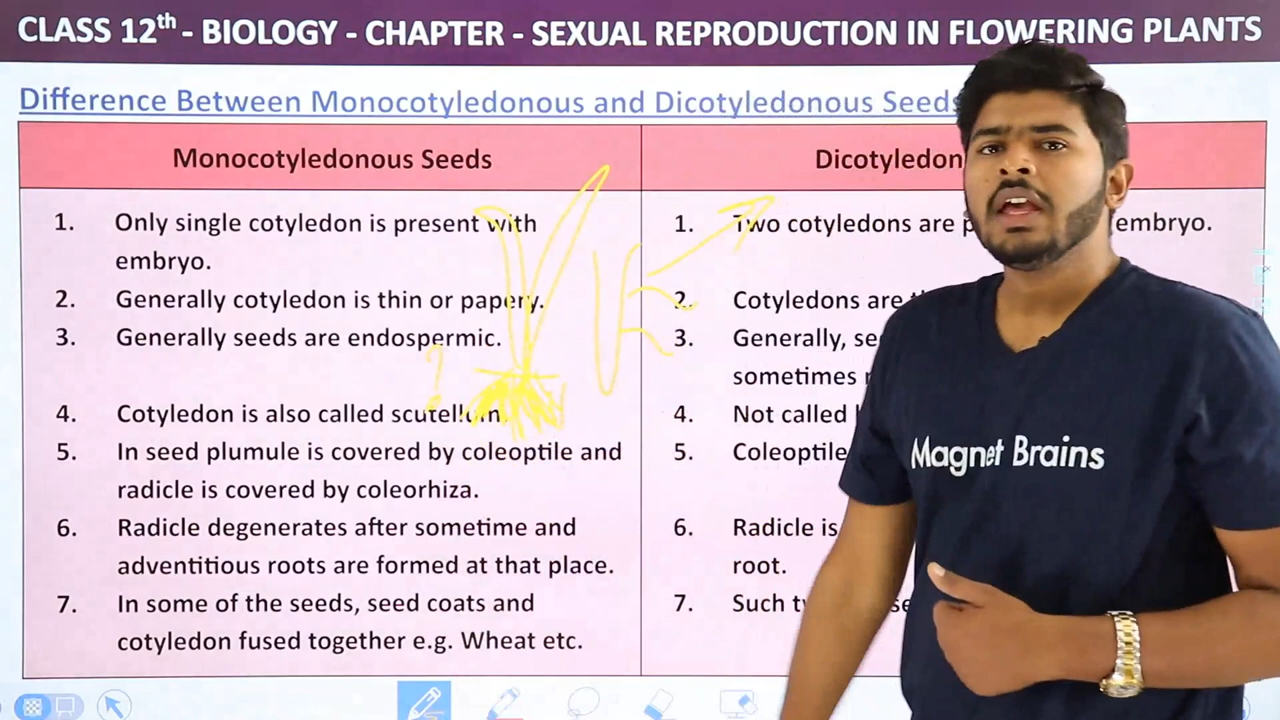 CLASS 12th - BIOLOGY - CHAPTER - SEXUAL REPRODUCTION IN FLOWERING PLANTS
Difference Between Monocotyledonous and Dicotyledonous Seeds
Monocotyledonous Seeds
1. Only single cotyledon is present with
embryo.
2. Generally cotyledon is thin or papery.
3. Generally seeds are endospermic.
4. Cotyledon is also called scutellum.
5. In seed plumule is covered by coleoptile and
radicle is covered by coleorhiza.
6. Radicle degenerates after sometime and
adventitious roots are formed at that place.
7. In some of the seeds, seed coats and
cotyledon fused together e.g. Wheat etc.
Dicotyledon
1. Two cotyledons are embryo.
2. Cotyledons are
3. Generally,
sometimes
4. Not called
5. Coleoptile
6. Radicle is
root.
7. Such
Magnet Brains